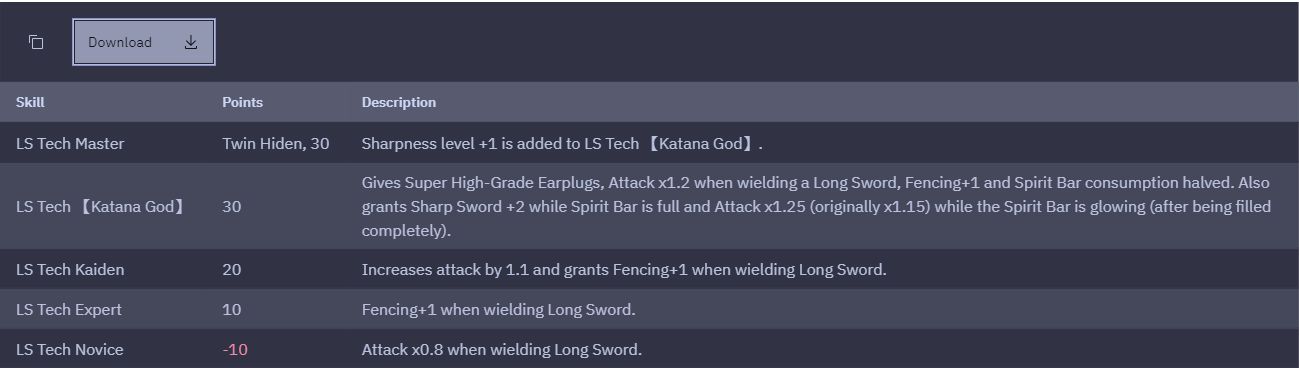 Download
Skill Points Description
LS Tech Master Twin Hiden, 30 Sharpness level +1 is added to LS Tech 【Katana God】.
Gives Super High-Grade Earplugs, Attack x1.2 when wielding a Long Sword, Fencing+1 and Spirit Bar consumption halved. Also
LS Tech 【Katana God】 30 grants Sharp Sword +2 while Spirit Bar is full and Attack x1.25 (originally x1.15) while the Spirit Bar is glowing (after being filled
completely).
LS Tech Kaiden 20 Increases attack by 1.1 and grants Fencing+1 when wielding Long Sword.
LS Tech Expert 10 Fencing+1 when wielding Long Sword.
LS Tech Novice -10 Attack x0.8 when wielding Long Sword.